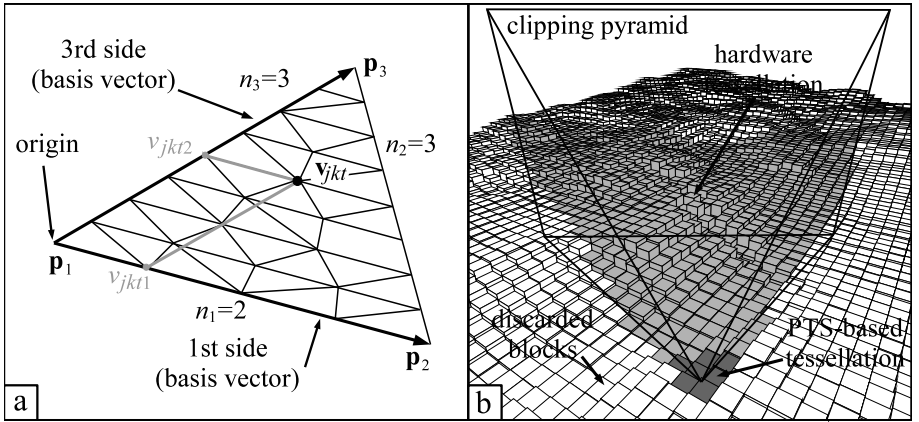 3rd side
(basis vector)
n3=3
p3
origin
vjkt2
vjkt
n2=3
p1
vjkt1
n1=2
1st side
(basis vector)
p2
a
clipping pyramid
hardware
tessellation
discarded
blocks
PTS-based
tessellation
b